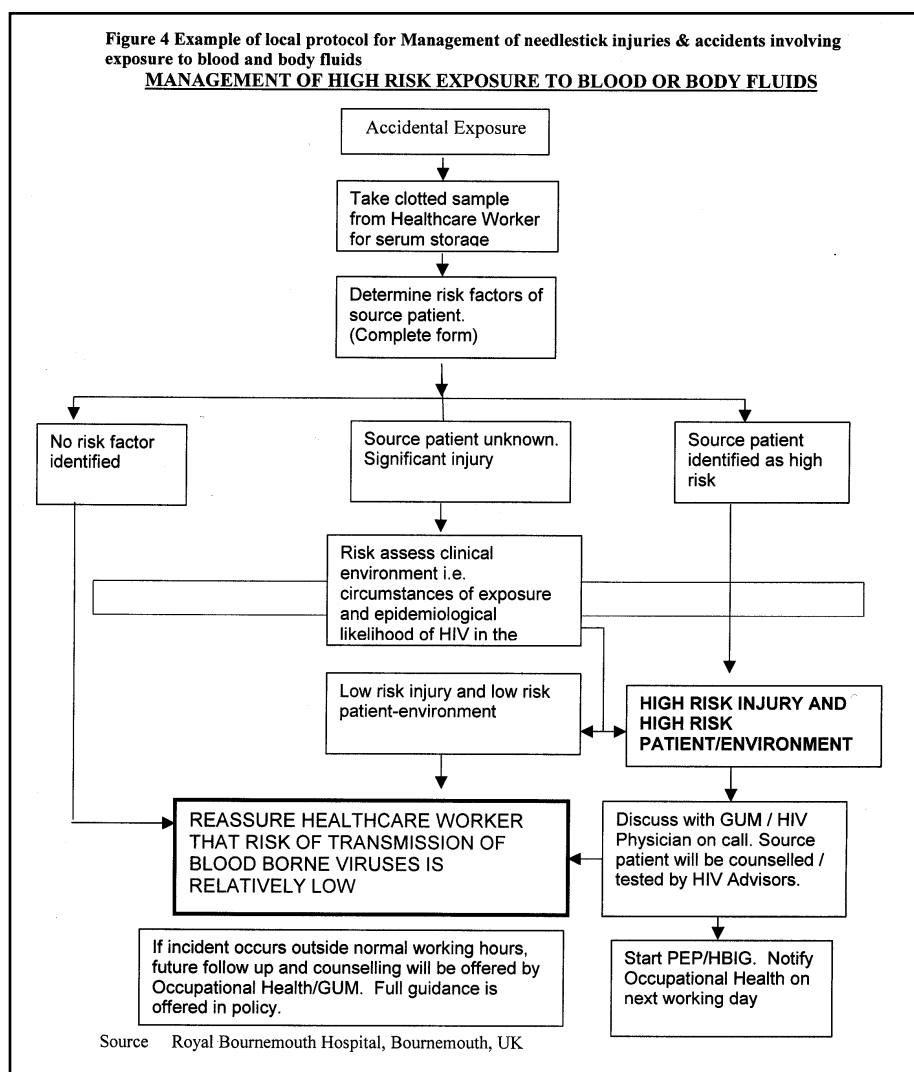 Figure 4 Example of local protocol for Management of needlestick injuries & accidents involving
exposure to blood and body fluids
MANAGEMENT OF HIGH RISK EXPOSURE TO BLOOD OR BODY FLUIDS
Accidental Exposure
Take clotted sample
from Healthcare Worker
for serum storage
Determine risk factors of
source patient.
(Complete form)
No risk factor
identified
Source patient unknown.
Significant injury
Source patient
identified as high
risk
Risk assess clinical
environment i.e.
circumstances of exposure
and epidemiological
likelihood of HIV in the
Low risk injury and low risk
patient-environment
HIGH RISK INJURY AND
HIGH RISK
PATIENT/ENVIRONMENT
REASSURE HEALTHCARE WORKER
THAT RISK OF TRANSMISSION OF
BLOOD BORNE VIRUSES IS
RELATIVELY LOW
Discuss with GUM / HIV
Physician on call. Source
patient will be counselled /
tested by HIV Advisors.
If incident occurs outside normal working hours,
future follow up and counselling will be offered by
Occupational Health/GUM. Full guidance is
offered in policy.
Start PEP/HBIG. Notify
Occupational Health on
next working day
Source Royal Bournemouth Hospital, Bournemouth, UK